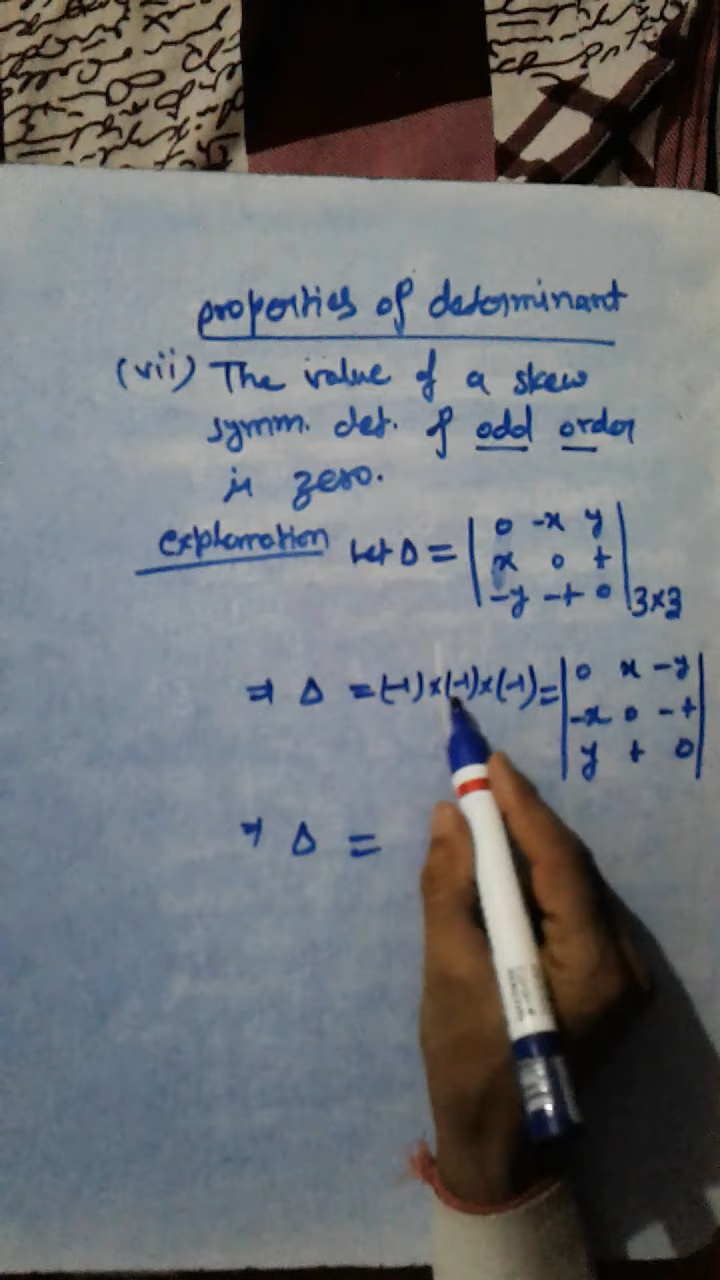 properties of determinant
(vii) The value of a skew
symm. det. of odd order
is zero.
explanation Let Δ = | 0 -x y |
| x 0 t |
| -y -t 0 | 3×3
⇒ Δ = (-1)×(-1)×(-1) = | 0 x -y |
| -x 0 -t |
| y t 0 |
⇒ Δ =